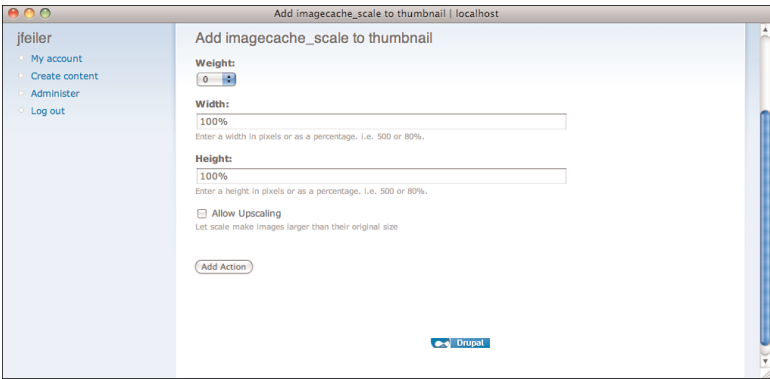 Add imagecache_scale to thumbnail | localhost
jfeiler
My account
Create content
Administer
Log out
Add imagecache_scale to thumbnail
Weight:
0
Width:
100%
Enter a width in pixels or as a percentage. i.e. 500 or 80%.
Height:
100%
Enter a height in pixels or as a percentage. i.e. 500 or 80%.
Allow Upscaling
Let scale make images larger than their original size
Add Action
Drupal